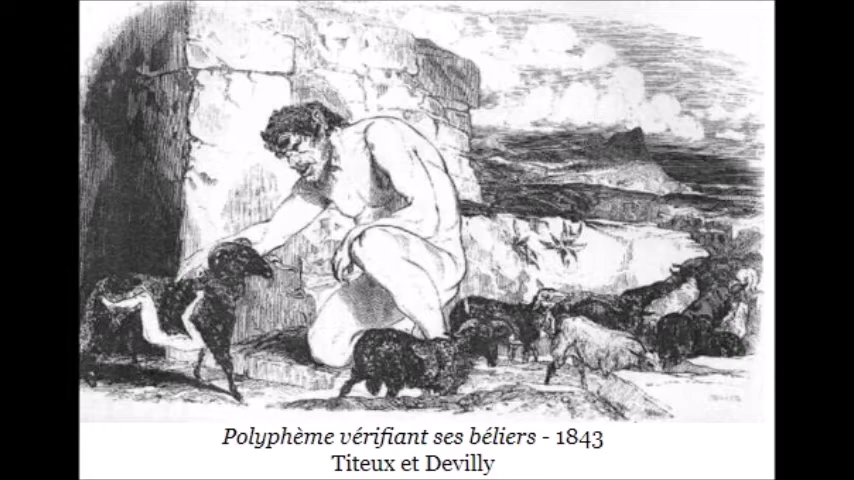 Polyphème vérifiant ses béliers - 1843
Titeux et Devilly